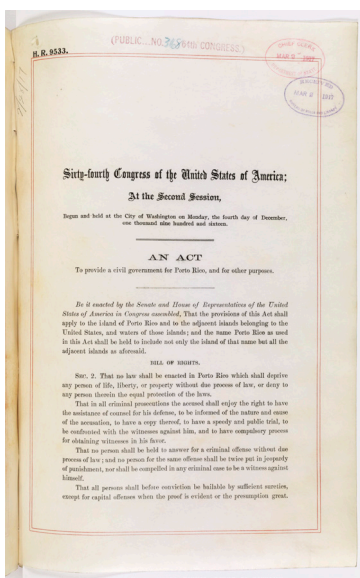 H. R. 9533.
(PUBLIC...NO. 368 64TH CONGRESS.)
MAR 2 1917
Sixty-fourth Congress of the United States of America;
At the Second Session,
Begun and held at the City of Washington on Monday, the fourth day of December,
one thousand nine hundred and sixteen.
AN ACT
To provide a civil government for Porto Rico, and for other purposes.
Be it enacted by the Senate and House of Representatives of the United
States of America in Congress assembled, That the provisions of this Act shall
apply to the island of Porto Rico and to the adjacent islands belonging to the
United States, and waters of those islands; and the name Porto Rico as used
in this Act shall be held to include not only the island of that name but all the
adjacent islands as aforesaid.
BILL OF RIGHTS.
SEC. 2. That no law shall be enacted in Porto Rico which shall deprive
any person of life, liberty, or property without due process of law, or deny to
any person therein the equal protection of the laws.
That in all criminal prosecutions the accused shall enjoy the right to have
the assistance of counsel for his defense, to be informed of the nature and cause
of the accusation, to have a copy thereof, to have a speedy and public trial, to
be confronted with the witnesses against him, and to have compulsory process
for obtaining witnesses in his favor.
That no person shall be held to answer for a criminal offense without due
process of law; and no person for the same offense shall be twice put in jeopardy
of punishment, nor shall be compelled in any criminal case to be a witness against
himself.
That all persons shall before conviction be bailable by sufficient sureties,
except for capital offenses when the proof is evident or the presumption great.